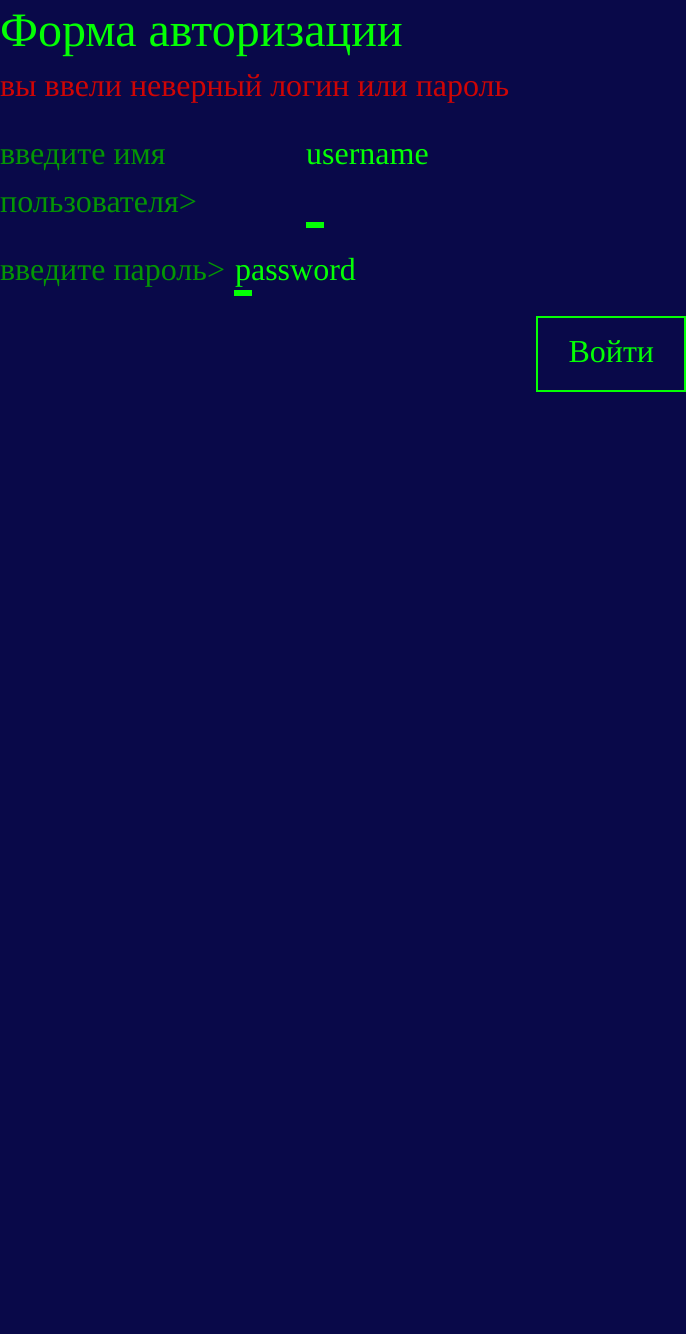 Форма авторизации
вы ввели неверный логин или пароль
введите имя username
пользователя>
введите пароль> password
Войти